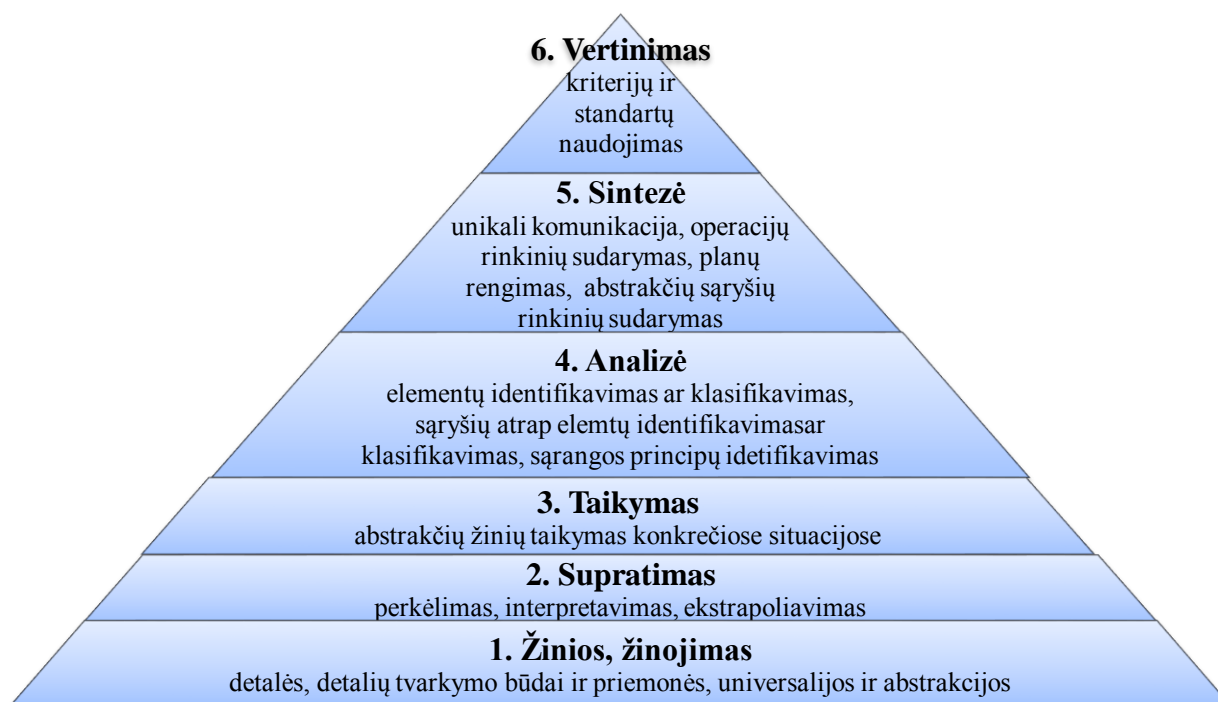 6. Vertinimas
kriterijų ir
standartų
naudojimas
5. Sintezė
unikali komunikacija, operacijų
rinkinių sudarymas, planų
rengimas, abstrakčių sąryšių
rinkinių sudarymas
4. Analizė
elementų identifikavimas ar klasifikavimas,
sąryšių atrap elemtų identifikavimasar
klasifikavimas, sąrangos principų idetifikavimas
3. Taikymas
abstrakčių žinių taikymas konkrečiose situacijose
2. Supratimas
perkėlimas, interpretavimas, ekstrapoliavimas
1. Žinios, žinojimas
detalės, detalių tvarkymo būdai ir priemonės, universalijos ir abstrakcijos